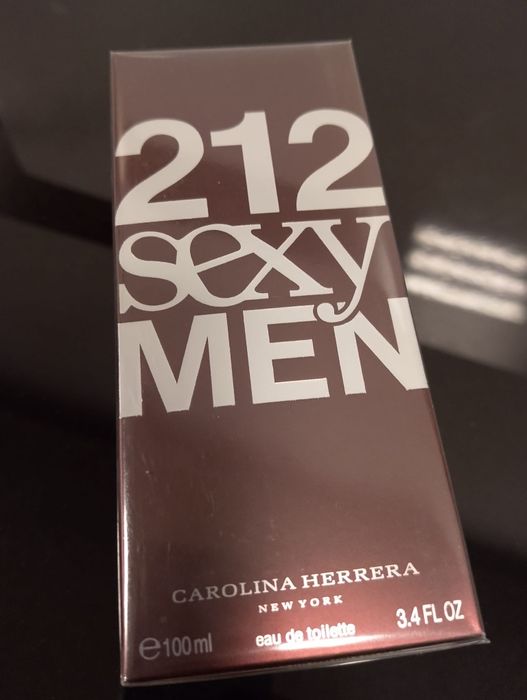 212
sexy
MEN
CAROLINA HERRERA
NEW YORK
℮100ml eau de toilette 3.4 FL OZ